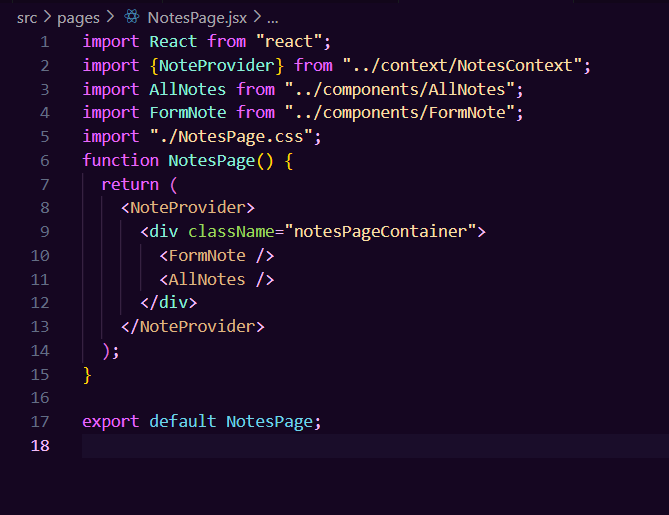 src > pages > NotesPage.jsx > ...
1 import React from "react";
2 import {NoteProvider} from "../context/NotesContext";
3 import AllNotes from "../components/AllNotes";
4 import FormNote from "../components/FormNote";
5 import "./NotesPage.css";
6 function NotesPage() {
7   return (
8     <NoteProvider>
9       <div className="notesPageContainer">
10         <FormNote />
11         <AllNotes />
12       </div>
13     </NoteProvider>
14   );
15 }
16
17 export default NotesPage;
18